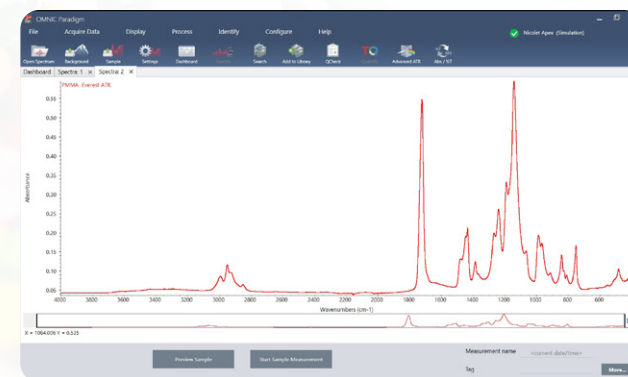 OMNIC Paradigm
File Acquire Data Display Process Identify Configure Help
Nicolet Apex (Simulation)
Open Spectrum Background Sample Settings Dashboard Search Add to Library QCheck Advanced ATR Abs / %T
Dashboard Spectra: 1 × Spectra: 2 ×
PMMA- Everest ATR
0.55
0.50
0.45
0.40
0.35
0.30
0.25
0.20
0.15
0.10
0.05
Absorbance
4000 3800 3600 3400 3200 3000 2800 2600 2400 2200 2000 1800 1600 1400 1200 1000 800 600
Wavenumbers (cm-1)
X = 1084.006 Y = 0.535
Preview Sample Start Sample Measurement
Measurement name <current date/time>
Tag More...